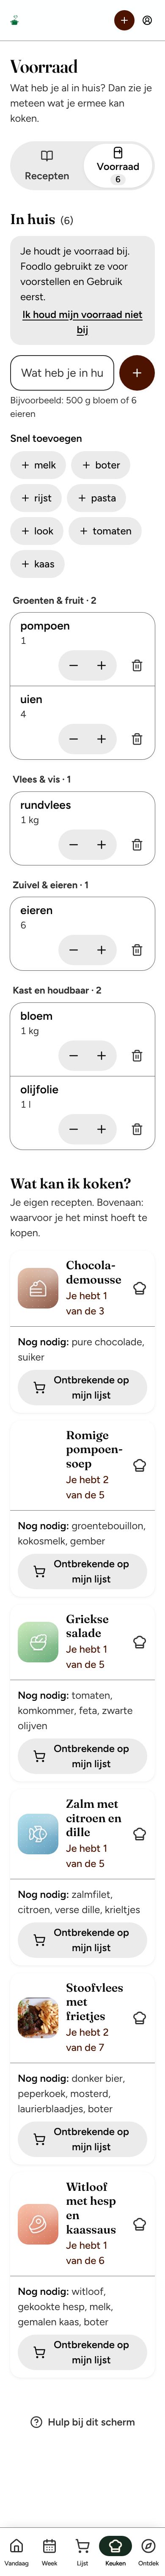 Voorraad
Wat heb je al in huis? Dan zie je
meteen wat je ermee kan
koken.
Recepten
Voorraad
6
In huis (6)
Je houdt je voorraad bij.
Foodlo gebruikt ze voor
voorstellen en Gebruik
eerst.
Ik houd mijn voorraad niet
bij
Wat heb je in hu
Bijvoorbeeld: 500 g bloem of 6
eieren
Snel toevoegen
+ melk
+ boter
+ rijst
+ pasta
+ look
+ tomaten
+ kaas
Groenten & fruit · 2
pompoen
1
uien
4
Vlees & vis · 1
rundvlees
1 kg
Zuivel & eieren · 1
eieren
6
Kast en houdbaar · 2
bloem
1 kg
olijfolie
1 l
Wat kan ik koken?
Je eigen recepten. Bovenaan:
waarvoor je het minst hoeft te
kopen.
Chocola-
demousse
Je hebt 1
van de 3
Nog nodig: pure chocolade,
suiker
Ontbrekende op
mijn lijst
Romige
pompoen-
soep
Je hebt 2
van de 5
Nog nodig: groentebouillon,
kokosmelk, gember
Ontbrekende op
mijn lijst
Griekse
salade
Je hebt 1
van de 5
Nog nodig: tomaten,
komkommer, feta, zwarte
olijven
Ontbrekende op
mijn lijst
Zalm met
citroen en
dille
Je hebt 1
van de 5
Nog nodig: zalmfilet,
citroen, verse dille, krieltjes
Ontbrekende op
mijn lijst
Stoofvlees
met
frietjes
Je hebt 2
van de 7
Nog nodig: donker bier,
peperkoek, mosterd,
laurierblaadjes, boter
Ontbrekende op
mijn lijst
Witloof
met hesp
en
kaassaus
Je hebt 2
van de 6
Nog nodig: witloof,
gekookte hesp, melk,
gemalen kaas, boter
Ontbrekende op
mijn lijst
Hulp bij dit scherm
Vandaag
Week
Lijst
Keuken
Ontdek